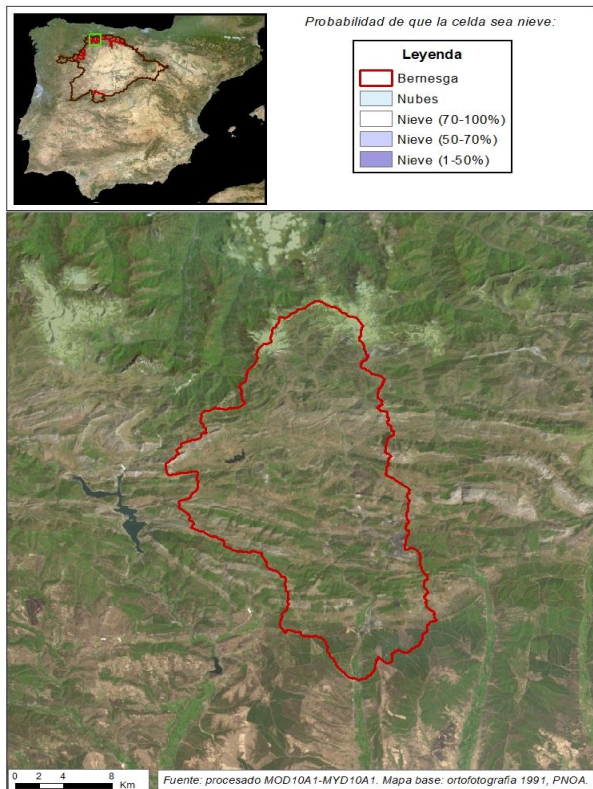 Probabilidad de que la celda sea nieve:
Leyenda
Bernesga
Nubes
Nieve (70-100%)
Nieve (50-70%)
Nieve (1-50%)
0 2 4 8
Km
Fuente: procesado MOD10A1-MYD10A1. Mapa base: ortofotografia 1991, PNOA.